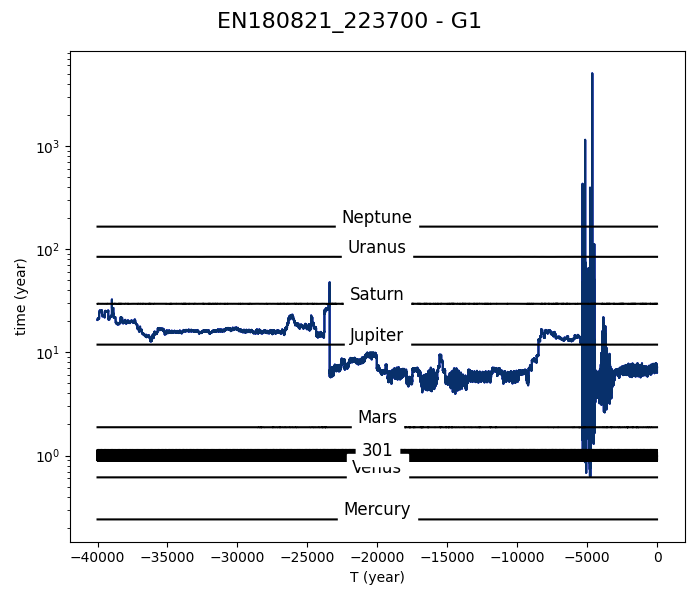 EN180821_223700 - G1
10³
10²
10¹
10⁰
time (year)
Neptune
Uranus
Saturn
Jupiter
Mars
301
Venus
Mercury
−40000 −35000 −30000 −25000 −20000 −15000 −10000 −5000 0
T (year)